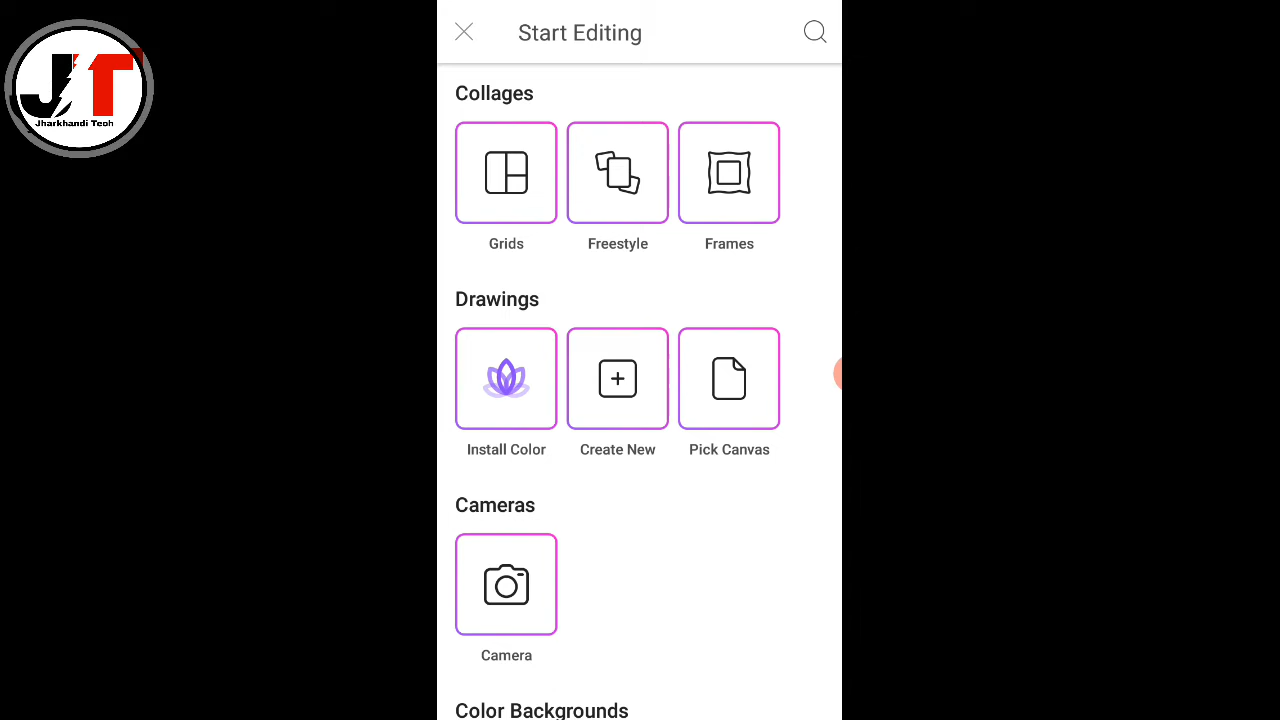 JT
Jharkhandi Tech
Start Editing
Collages
Grids
Freestyle
Frames
Drawings
Install Color
Create New
Pick Canvas
Cameras
Camera
Color Backgrounds